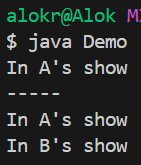 alokr@Alok M
$ java Demo
In A's show
-----
In A's show
In B's show